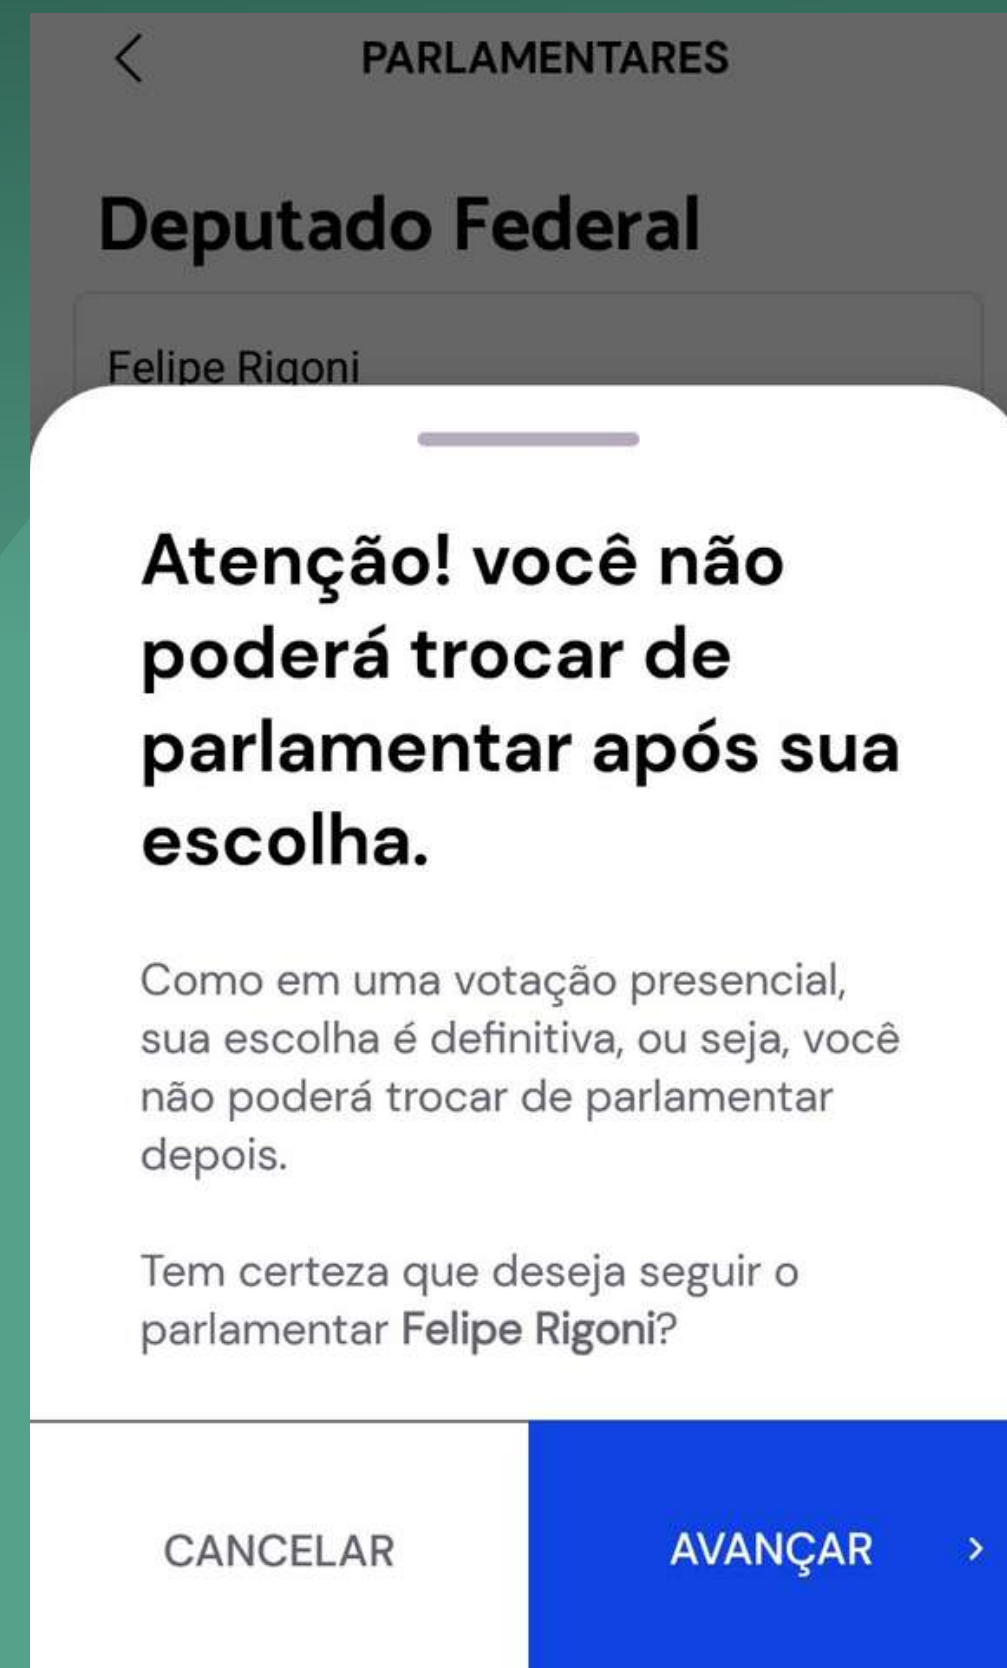 PARLAMENTARES
Deputado Federal
Felipe Rigoni
Atenção! você não
poderá trocar de
parlamentar após sua
escolha.
Como em uma votação presencial,
sua escolha é definitiva, ou seja, você
não poderá trocar de parlamentar
depois.
Tem certeza que deseja seguir o
parlamentar Felipe Rigoni?
CANCELAR
AVANÇAR